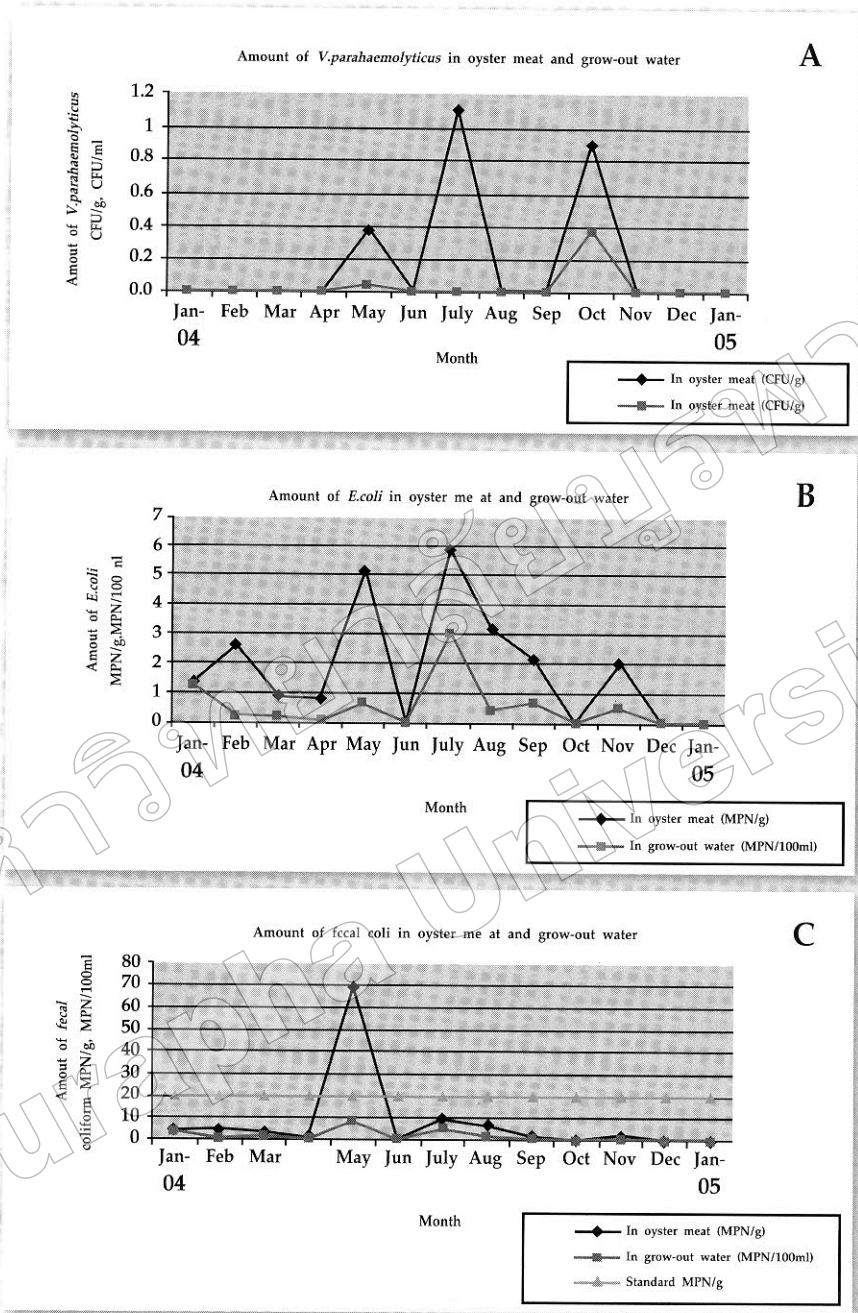 Amount of V.parahaemolyticus in oyster meat and grow-out water
A
Amout of V.parahaemolyticus
CFU/g, CFU/ml
1.2
1
0.8
0.6
0.4
0.2
0.0
Jan- Feb Mar Apr May Jun July Aug Sep Oct Nov Dec Jan-
04 05
Month
In oyster meat (CFU/g)
In oyster meat (CFU/g)
Amount of E.coli in oyster me at and grow-out water
B
Amout of E.coli
MPN/g,MPN/100 nl
7
6
5
4
3
2
1
0
Jan- Feb Mar Apr May Jun July Aug Sep Oct Nov Dec Jan-
04 05
Month
In oyster meat (MPN/g)
In grow-out water (MPN/100ml)
Amount of fecal coli in oyster me at and grow-out water
C
Amout of fecal
coliform–MPN/g, MPN/100ml
80
70
60
50
40
30
20
10
0
Jan- Feb Mar May Jun July Aug Sep Oct Nov Dec Jan-
04 05
Month
In oyster meat (MPN/g)
In grow-out water (MPN/100ml)
Standard MPN/g